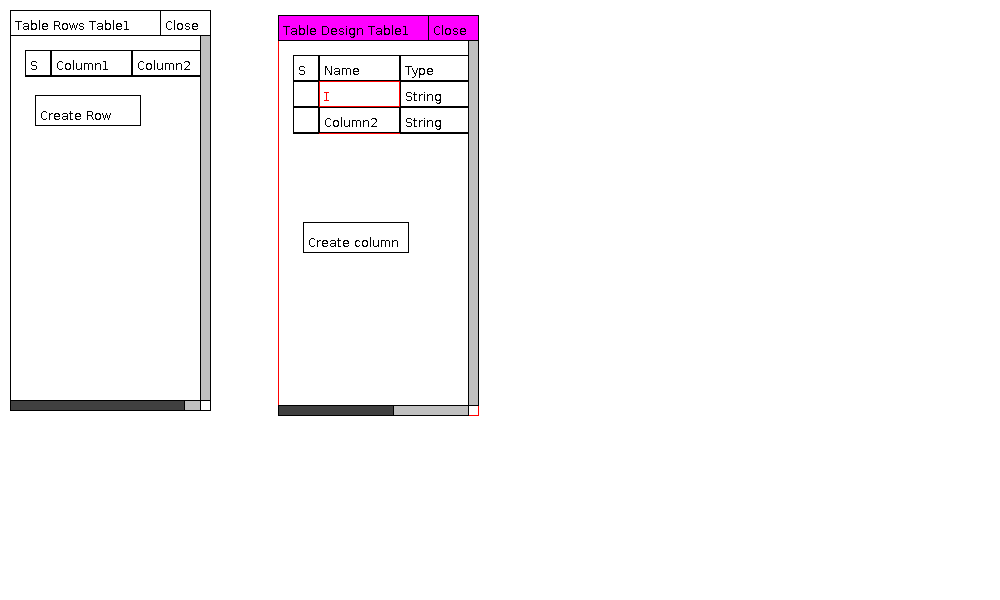 Table Rows Table1 Close
S Column1 Column2
Create Row
Table Design Table1 Close
S Name Type
I String
Column2 String
Create column